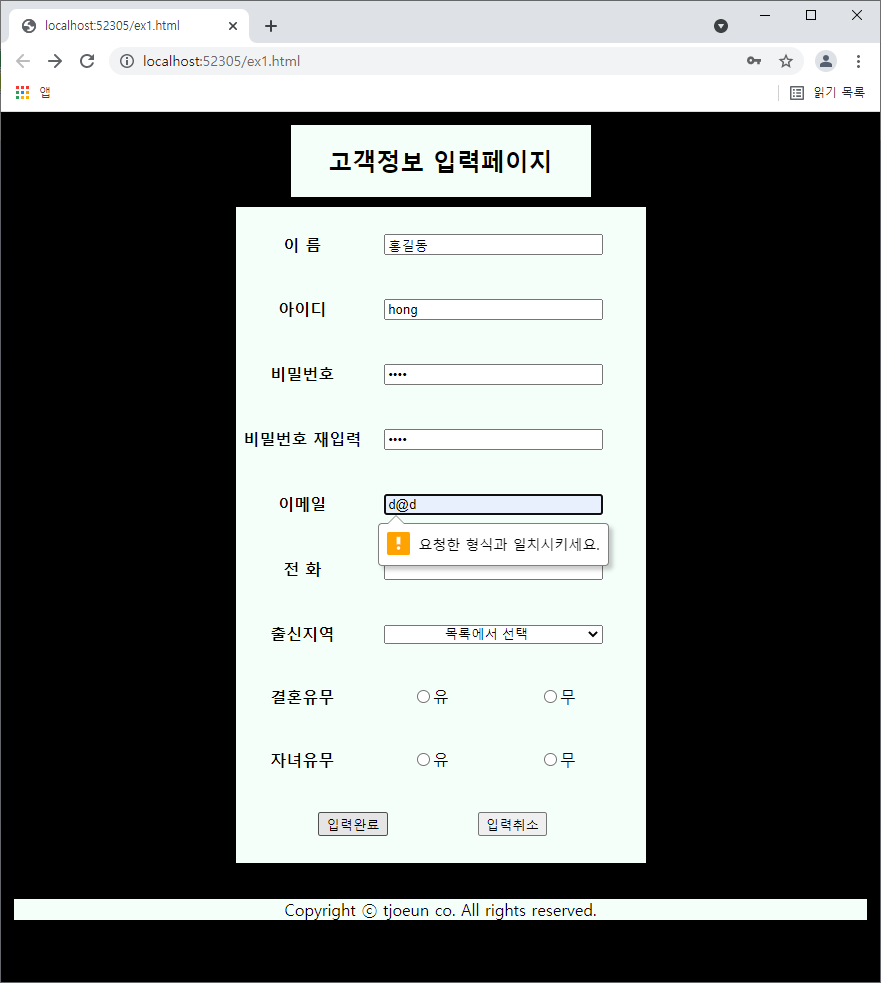 localhost:52305/ex1.html
localhost:52305/ex1.html
앱
읽기 목록
고객정보 입력페이지
이 름
홍길동
아이디
hong
비밀번호
••••
비밀번호 재입력
••••
이메일
d@d
요청한 형식과 일치시키세요.
전 화
출신지역
목록에서 선택
결혼유무 유 무
자녀유무 유 무
입력완료 입력취소
Copyright ⓒ tjoeun co. All rights reserved.